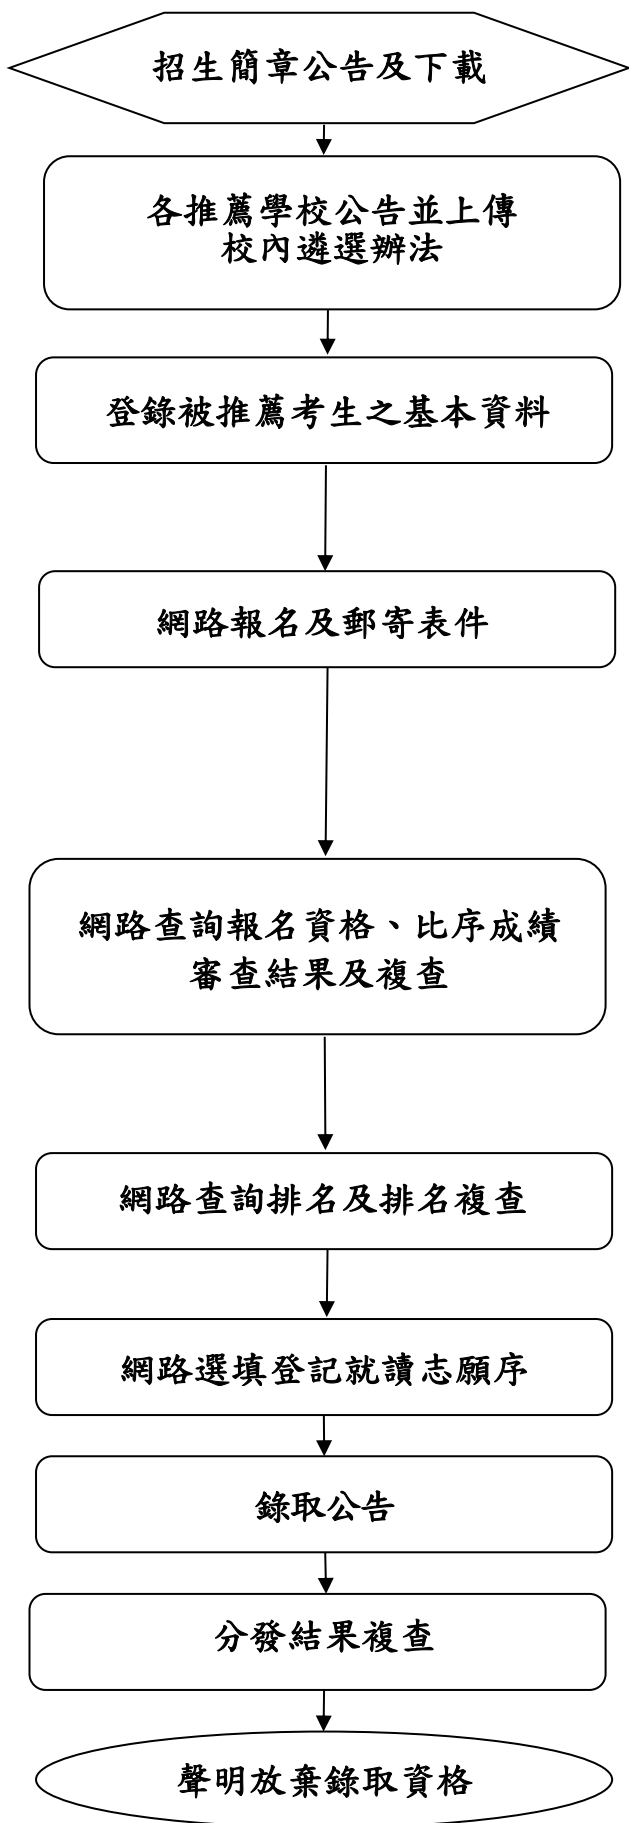 招生簡章公告及下載
各推薦學校公告並上傳
校內遴選辦法
登錄被推薦考生之基本資料
網路報名及郵寄表件
網路查詢報名資格、比序成績
審查結果及複查
網路查詢排名及排名複查
網路選填登記就讀志願序
錄取公告
分發結果複查
聲明放棄錄取資格